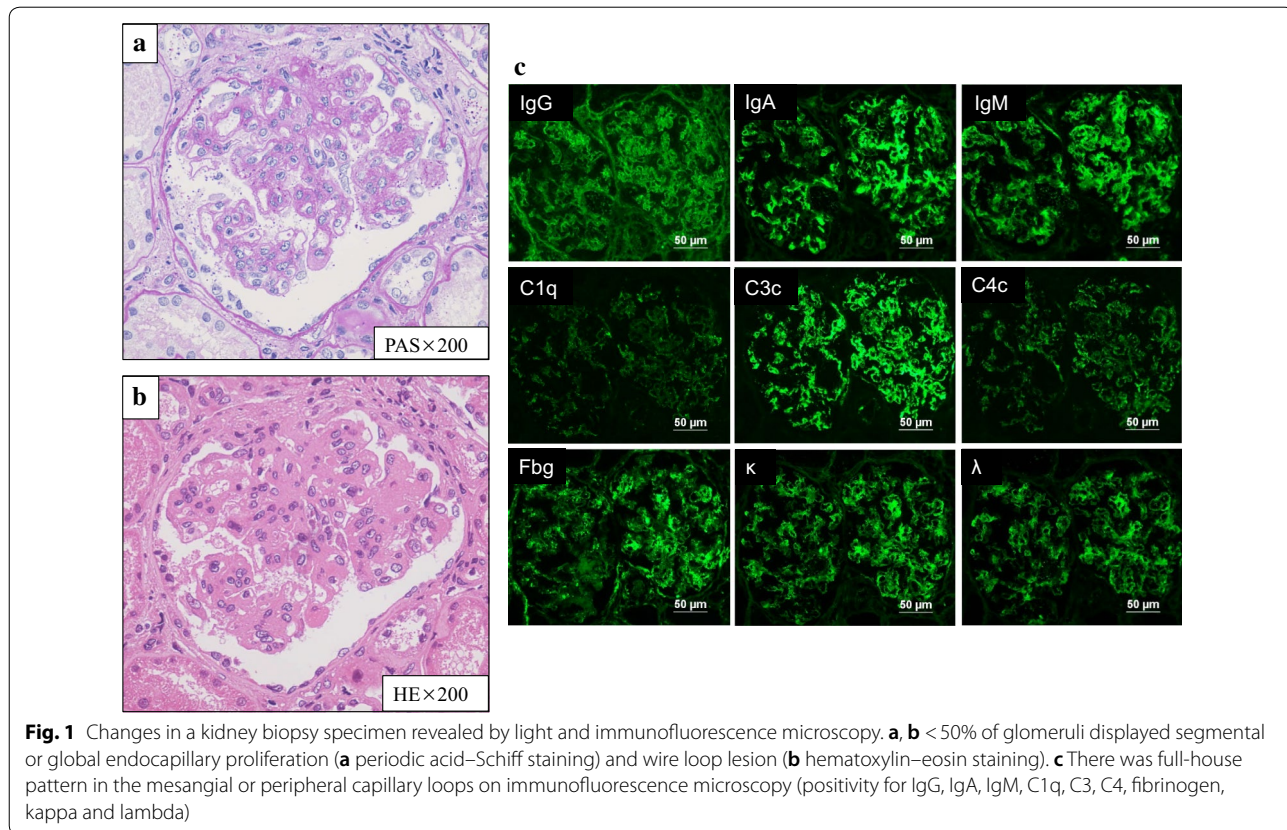 a
PAS×200
b
HE×200
c
IgG
IgA
IgM
50 µm
50 µm
50 µm
C1q
C3c
C4c
50 µm
50 µm
50 µm
Fbg
κ
λ
50 µm
50 µm
50 µm
Fig. 1 Changes in a kidney biopsy specimen revealed by light and immunofluorescence microscopy. a, b < 50% of glomeruli displayed segmental
or global endocapillary proliferation (a periodic acid–Schiff staining) and wire loop lesion (b hematoxylin–eosin staining). c There was full-house
pattern in the mesangial or peripheral capillary loops on immunofluorescence microscopy (positivity for IgG, IgA, IgM, C1q, C3, C4, fibrinogen,
kappa and lambda)